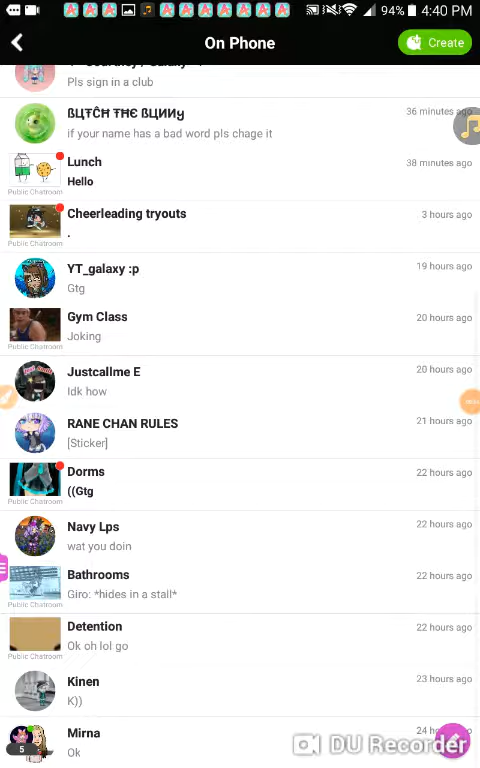 94% 4:40 PM
On Phone
Create
Pls sign in a club
ßЦŦĈĦ ŦĦЄ ßЦИИy
36 minutes ago
if your name has a bad word pls chage it
Lunch
38 minutes ago
Hello
Public Chatroom
Cheerleading tryouts
3 hours ago
.
Public Chatroom
YT_galaxy :p
19 hours ago
Gtg
Gym Class
20 hours ago
Joking
Public Chatroom
Justcallme E
20 hours ago
Idk how
RANE CHAN RULES
21 hours ago
[Sticker]
Dorms
22 hours ago
((Gtg
Public Chatroom
Navy Lps
22 hours ago
wat you doin
Bathrooms
22 hours ago
Giro: *hides in a stall*
Public Chatroom
Detention
22 hours ago
Ok oh lol go
Public Chatroom
Kinen
23 hours ago
K))
Mirna
Ok
5
DU Recorder